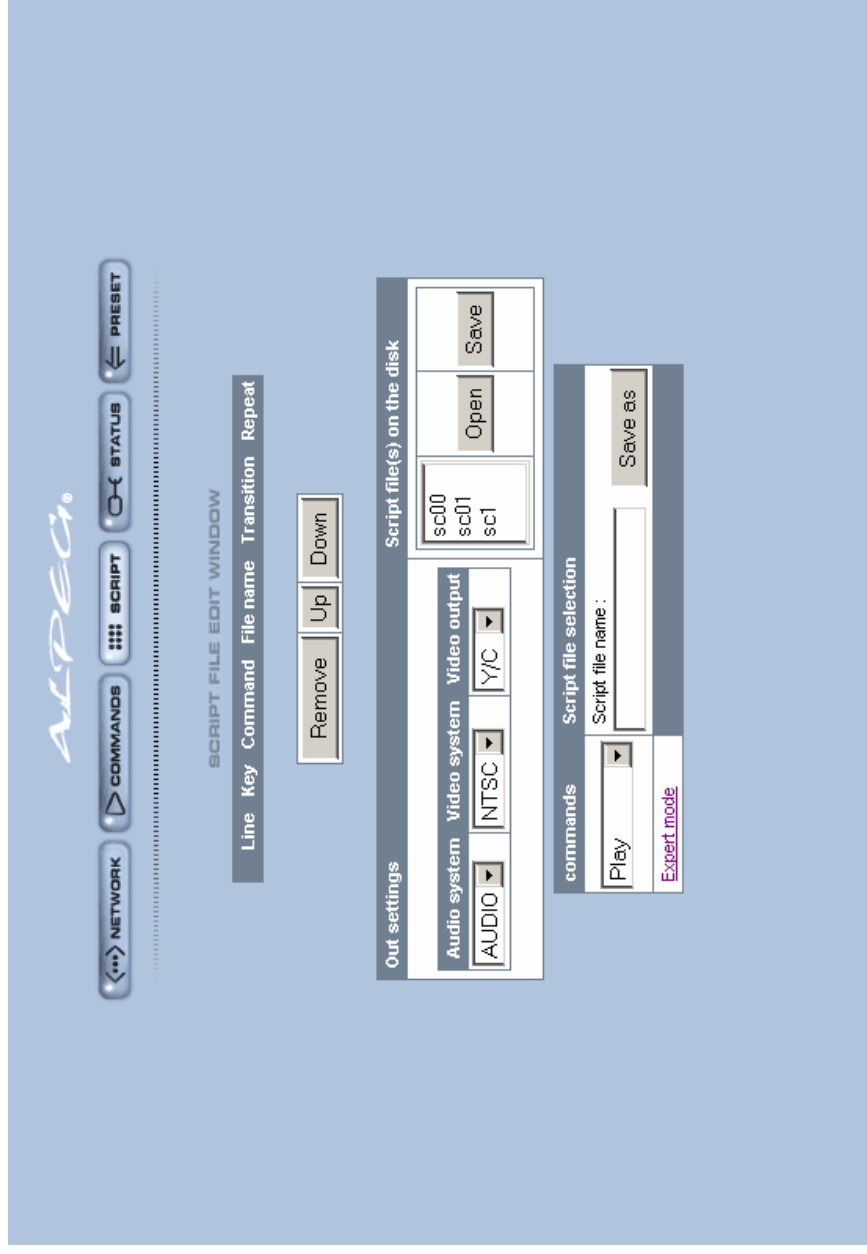 ALPEG®
NETWORK COMMANDS SCRIPT STATUS PRESET
SCRIPT FILE EDIT WINDOW
Line Key Command File name Transition Repeat
Remove Up Down
Out settings Script file(s) on the disk
Audio system Video system Video output
AUDIO NTSC Y/C
sc00
sc01
sc1
Open Save
commands Script file selection
Play
Script file name :
Save as
Expert mode